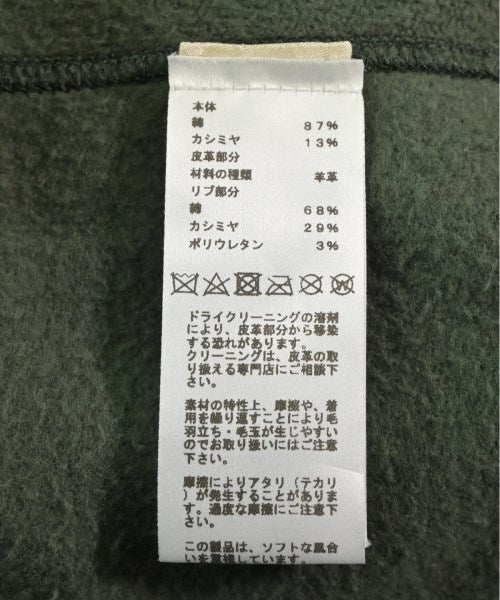 本体
綿 87%
カシミヤ 13%
皮革部分
材料の種類 羊革
リブ部分
綿 68%
カシミヤ 29%
ポリウレタン 3%
ドライクリーニングの溶剤
により、皮革部分から移染
する恐れがあります。
クリーニングは、皮革の取
り扱える専門店にご相談下
さい。
素材の特性上、摩擦や、着
用を繰り返すことにより毛
羽立ち・毛玉が生じやすい
のでお取り扱いにはご注意
下さい。
摩擦によりアタリ（テカリ
）が発生することがありま
す。過度な摩擦にご注意下
さい。
この製品は、ソフトな風合
いを大切にしています